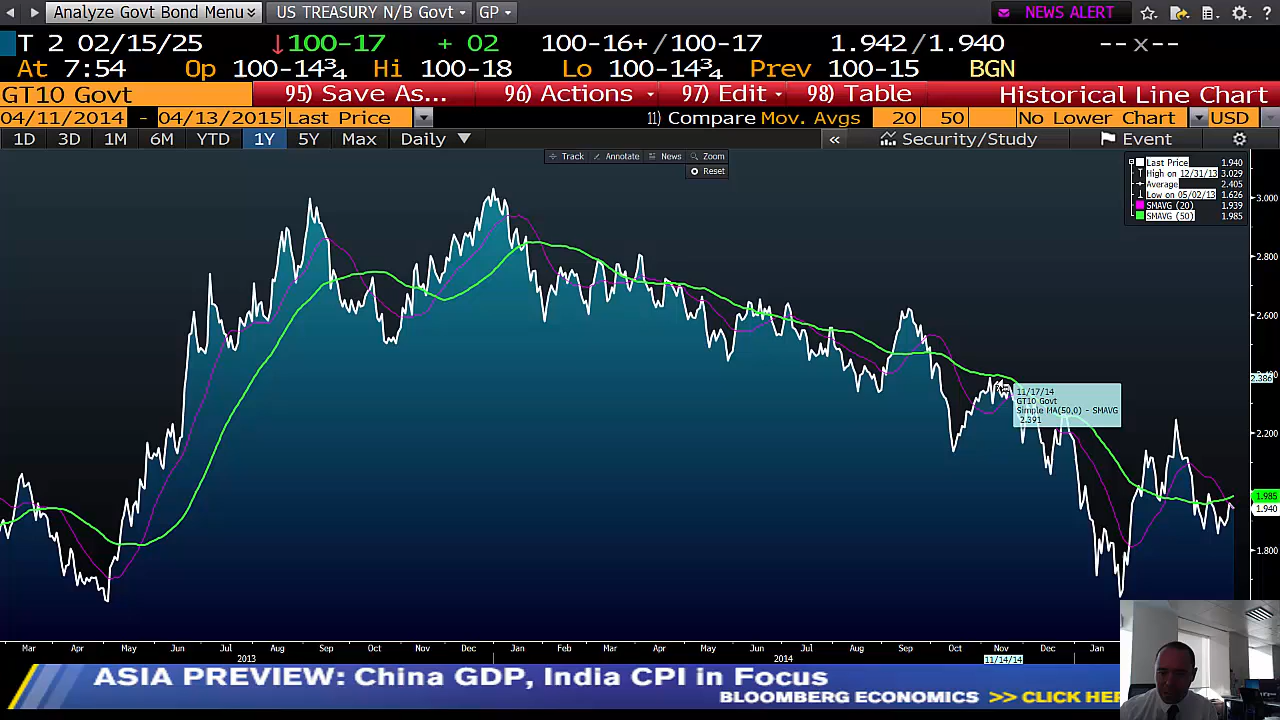 Analyze Govt Bond Menu US TREASURY N/B Govt GP NEWS ALERT ?
T 2 02/15/25 ↓100-17 + 02 100-16+/100-17 1.942/1.940 --x--
At 7:54 Op 100-14¾ Hi 100-18 Lo 100-14¾ Prev 100-15 BGN
GT10 Govt 95) Save As... 96) Actions 97) Edit 98) Table Historical Line Chart
04/11/2014 - 04/13/2015 Last Price 11) Compare Mov. Avgs 20 50 No Lower Chart USD
1D 3D 1M 6M YTD 1Y 5Y Max Daily ▼ « Security/Study Event
Track Annotate News Zoom
Reset
Last Price 1.940
High on 12/31/13 3.029
Average 2.405
Low on 05/02/13 1.626
SMAVG (20) 1.939
SMAVG (50) 1.985
3.000
2.800
2.600
2.386
11/17/14
GT10 Govt
Simple MA(50,0) - SMAVG
2.391
2.200
1.985
1.940
1.800
Mar Apr May Jun Jul Aug Sep Oct Nov Dec Jan Feb Mar Apr May Jun Jul Aug Sep Oct Nov Dec Jan
2013 2014 11/14/14
ASIA PREVIEW: China GDP, India CPI in Focus
BLOOMBERG ECONOMICS >> CLICK HER